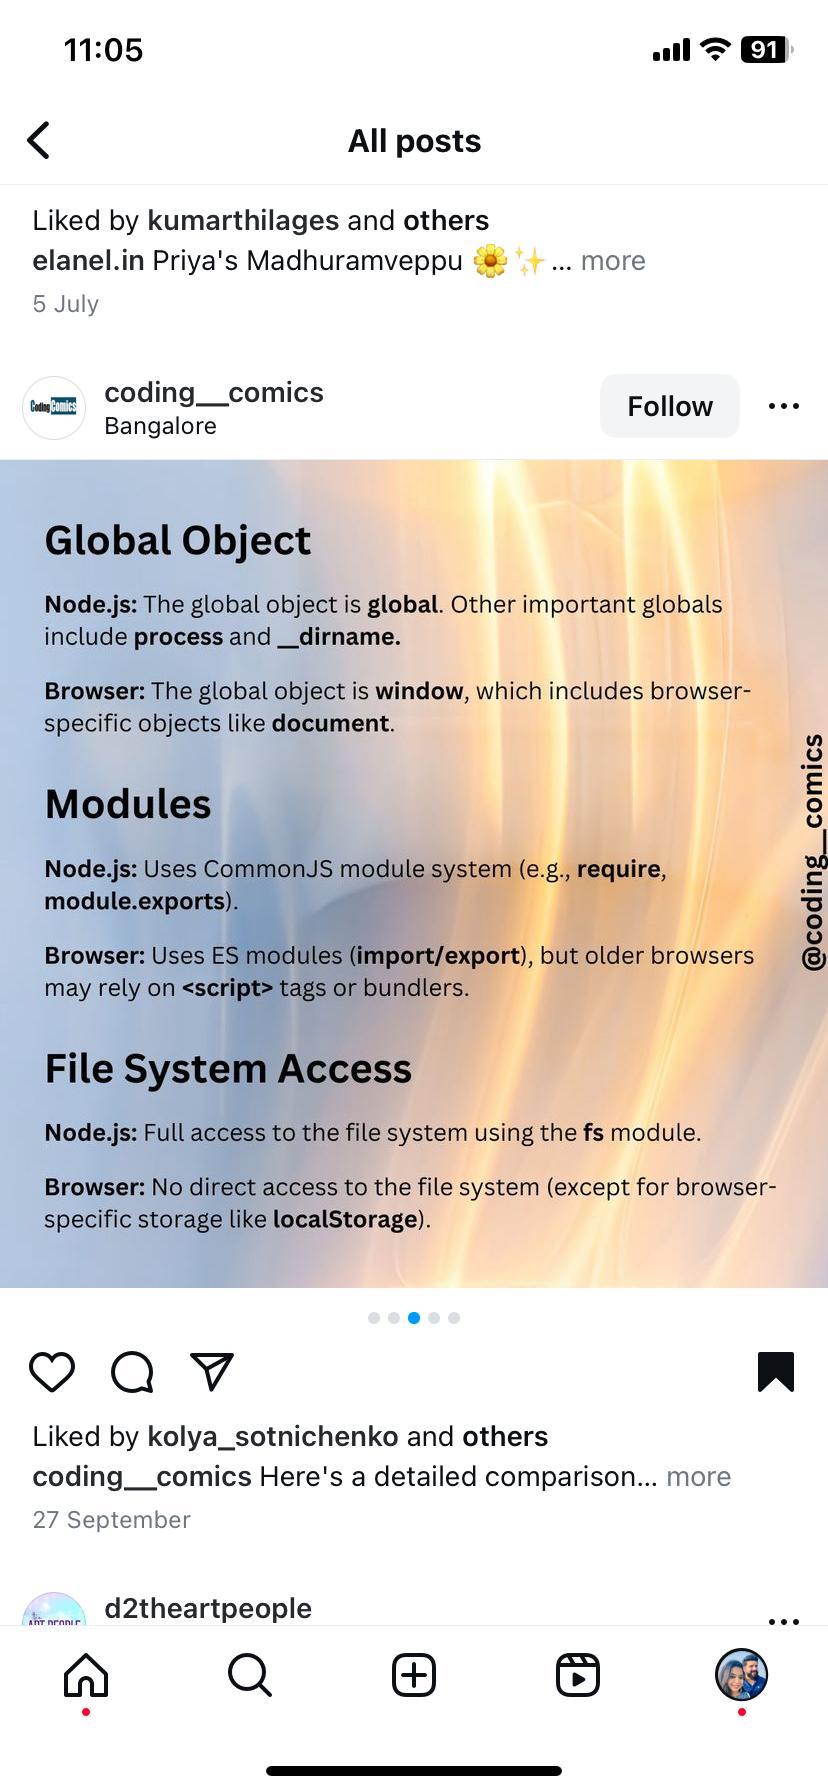 11:05
91
All posts
Liked by kumarthilages and others
elanel.in Priya's Madhuramveppu 🌼✨... more
5 July
Coding Comics
coding__comics
Bangalore
Follow
Global Object
Node.js: The global object is global. Other important globals
include process and __dirname.
Browser: The global object is window, which includes browser-
specific objects like document.
Modules
Node.js: Uses CommonJS module system (e.g., require,
module.exports).
Browser: Uses ES modules (import/export), but older browsers
may rely on <script> tags or bundlers.
File System Access
Node.js: Full access to the file system using the fs module.
Browser: No direct access to the file system (except for browser-
specific storage like localStorage).
@coding__comics
Liked by kolya_sotnichenko and others
coding__comics Here's a detailed comparison... more
27 September
ART PEOPLE
d2theartpeople